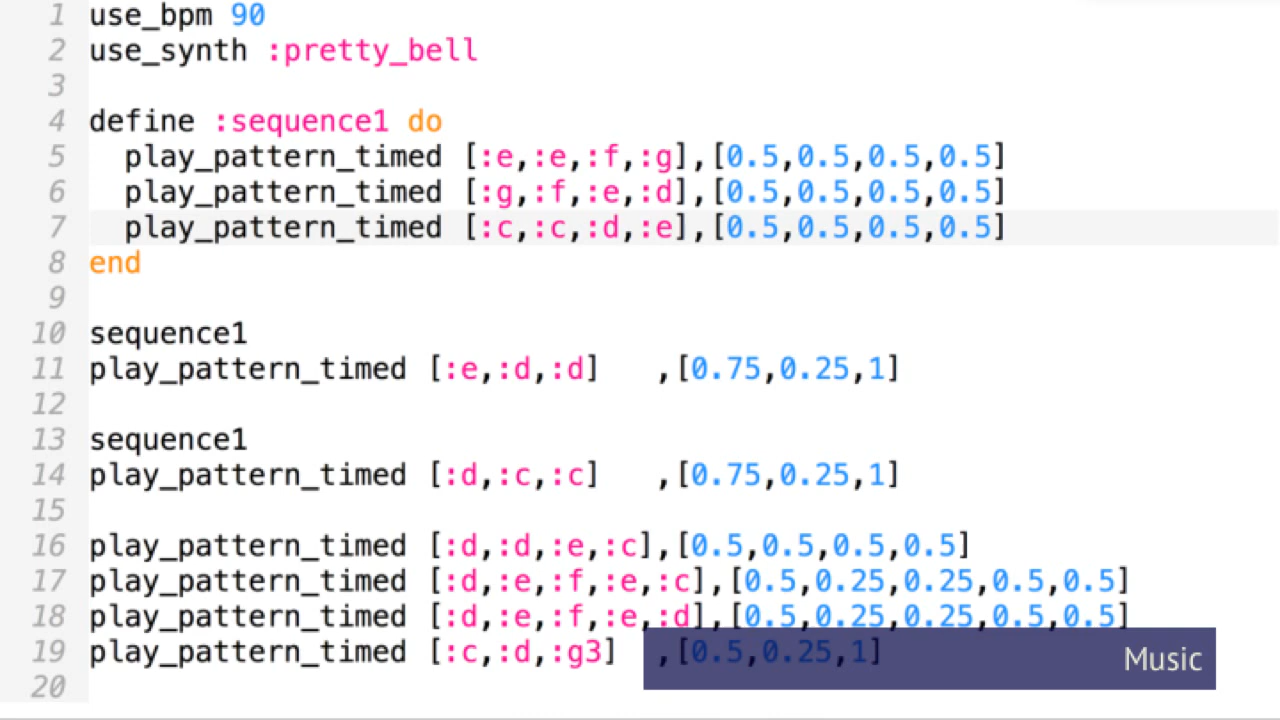 1 use_bpm 90
2 use_synth :pretty_bell
3
4 define :sequence1 do
5   play_pattern_timed [:e,:e,:f,:g],[0.5,0.5,0.5,0.5]
6   play_pattern_timed [:g,:f,:e,:d],[0.5,0.5,0.5,0.5]
7   play_pattern_timed [:c,:c,:d,:e],[0.5,0.5,0.5,0.5]
8 end
9
10 sequence1
11 play_pattern_timed [:e,:d,:d]   ,[0.75,0.25,1]
12
13 sequence1
14 play_pattern_timed [:d,:c,:c]   ,[0.75,0.25,1]
15
16 play_pattern_timed [:d,:d,:e,:c],[0.5,0.5,0.5,0.5]
17 play_pattern_timed [:d,:e,:f,:e,:c],[0.5,0.25,0.25,0.5,0.5]
18 play_pattern_timed [:d,:e,:f,:e,:d],[0.5,0.25,0.25,0.5,0.5]
19 play_pattern_timed [:c,:d,:g3]  ,[0.5,0.25,1]
Music
20